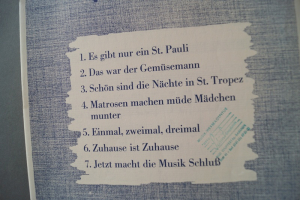 1. Es gibt nur ein St. Pauli
2. Das war der Gemüsemann
3. Schön sind die Nächte in St. Tropez
4. Matrosen machen müde Mädchen
munter
5. Einmal, zweimal, dreimal
6. Zuhause ist Zuhause
7. Jetzt macht die Musik Schluß